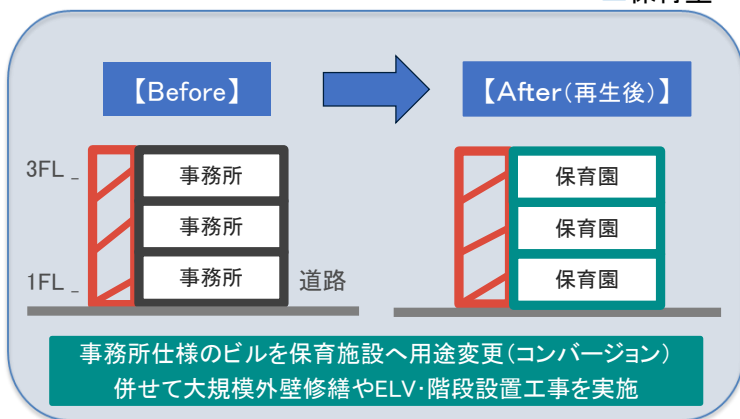 【Before】
【After(再生後)】
3FL _
事務所
事務所
1FL _
事務所
道路
保育園
保育園
保育園
事務所仕様のビルを保育施設へ用途変更(コンバージョン)
併せて大規模外壁修繕やELV・階段設置工事を実施